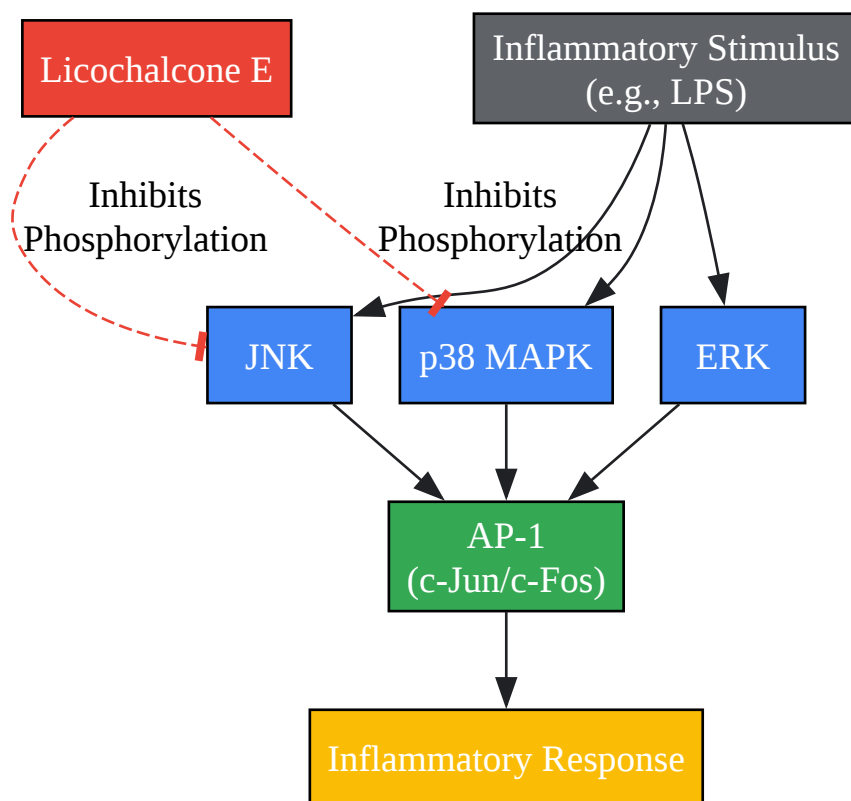 Licochalcone E
Inflammatory Stimulus
(e.g., LPS)
Inhibits
Phosphorylation
Inhibits
Phosphorylation
JNK
p38 MAPK
ERK
AP-1
(c-Jun/c-Fos)
Inflammatory Response